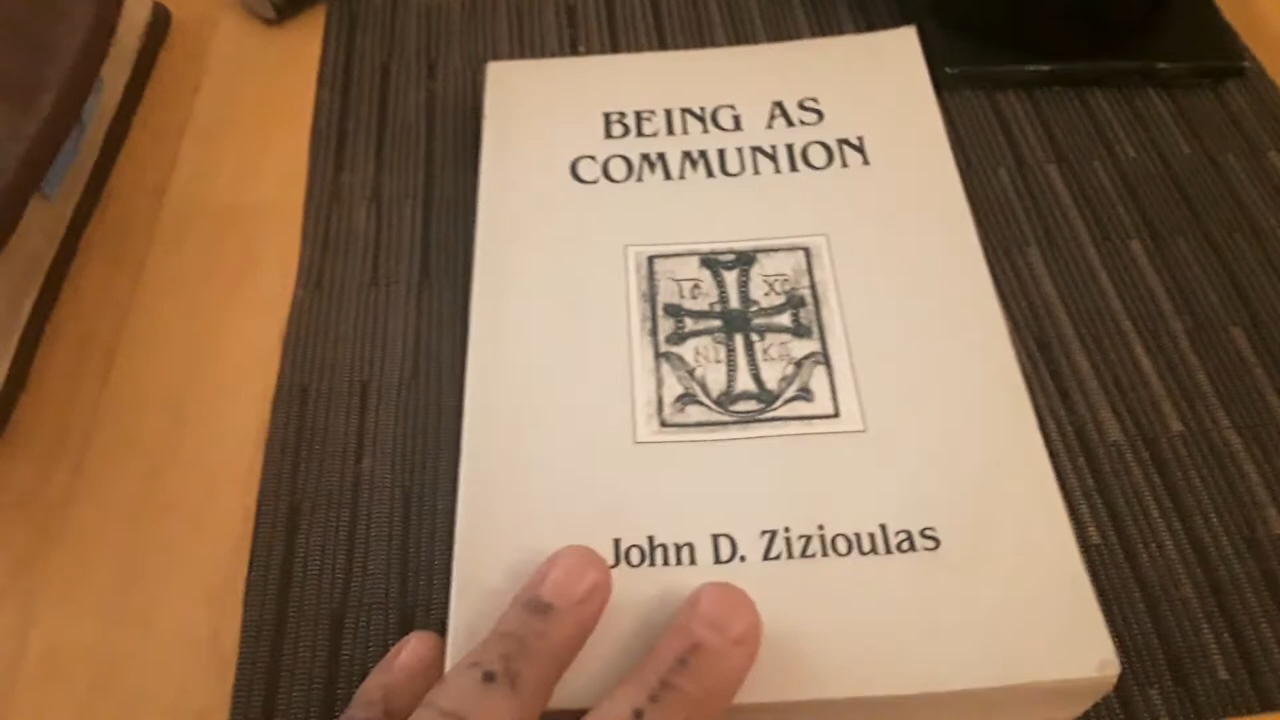 BEING AS
COMMUNION
IC XC
NI KA
John D. Zizioulas